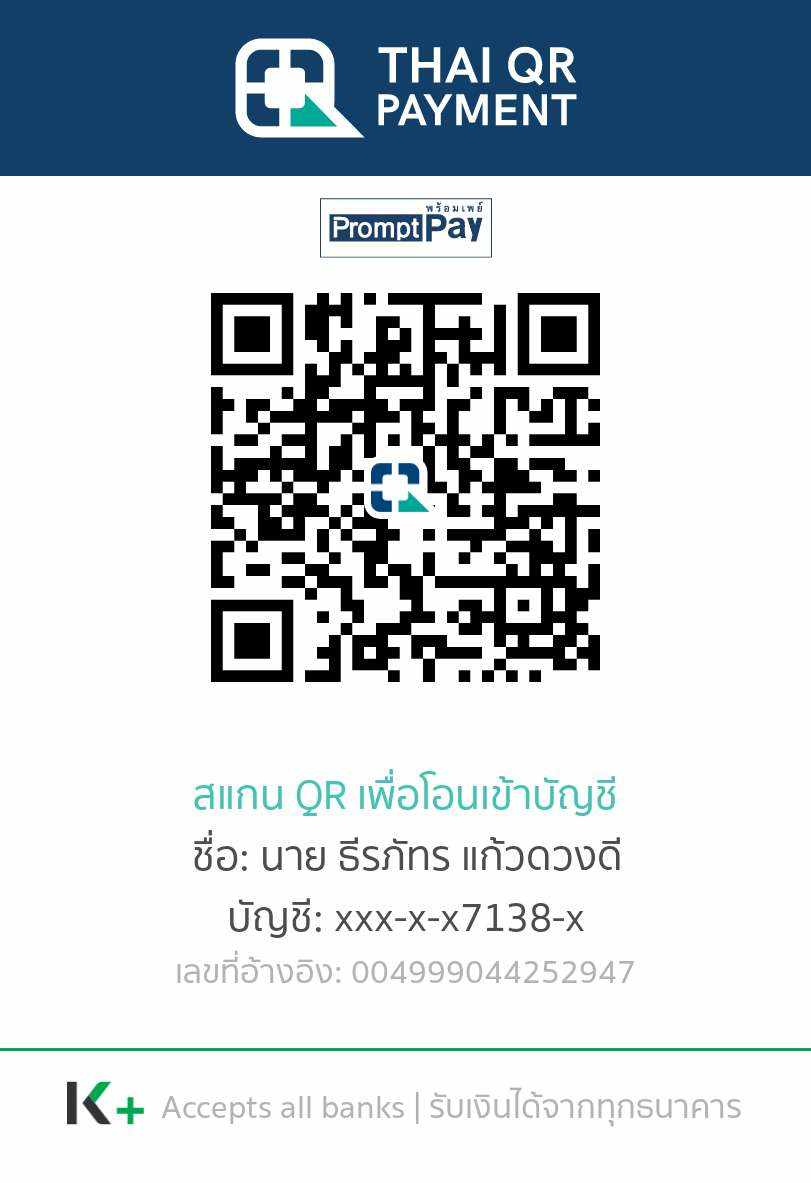 THAI QR
PAYMENT
พร้อมเพย์
PromptPay
สแกน QR เพื่อโอนเข้าบัญชี
ชื่อ: นาย ธีรภัทร แก้วดวงดี
บัญชี: xxx-x-x7138-x
เลขที่อ้างอิง: 004999044252947
K+ Accepts all banks | รับเงินได้จากทุกธนาคาร